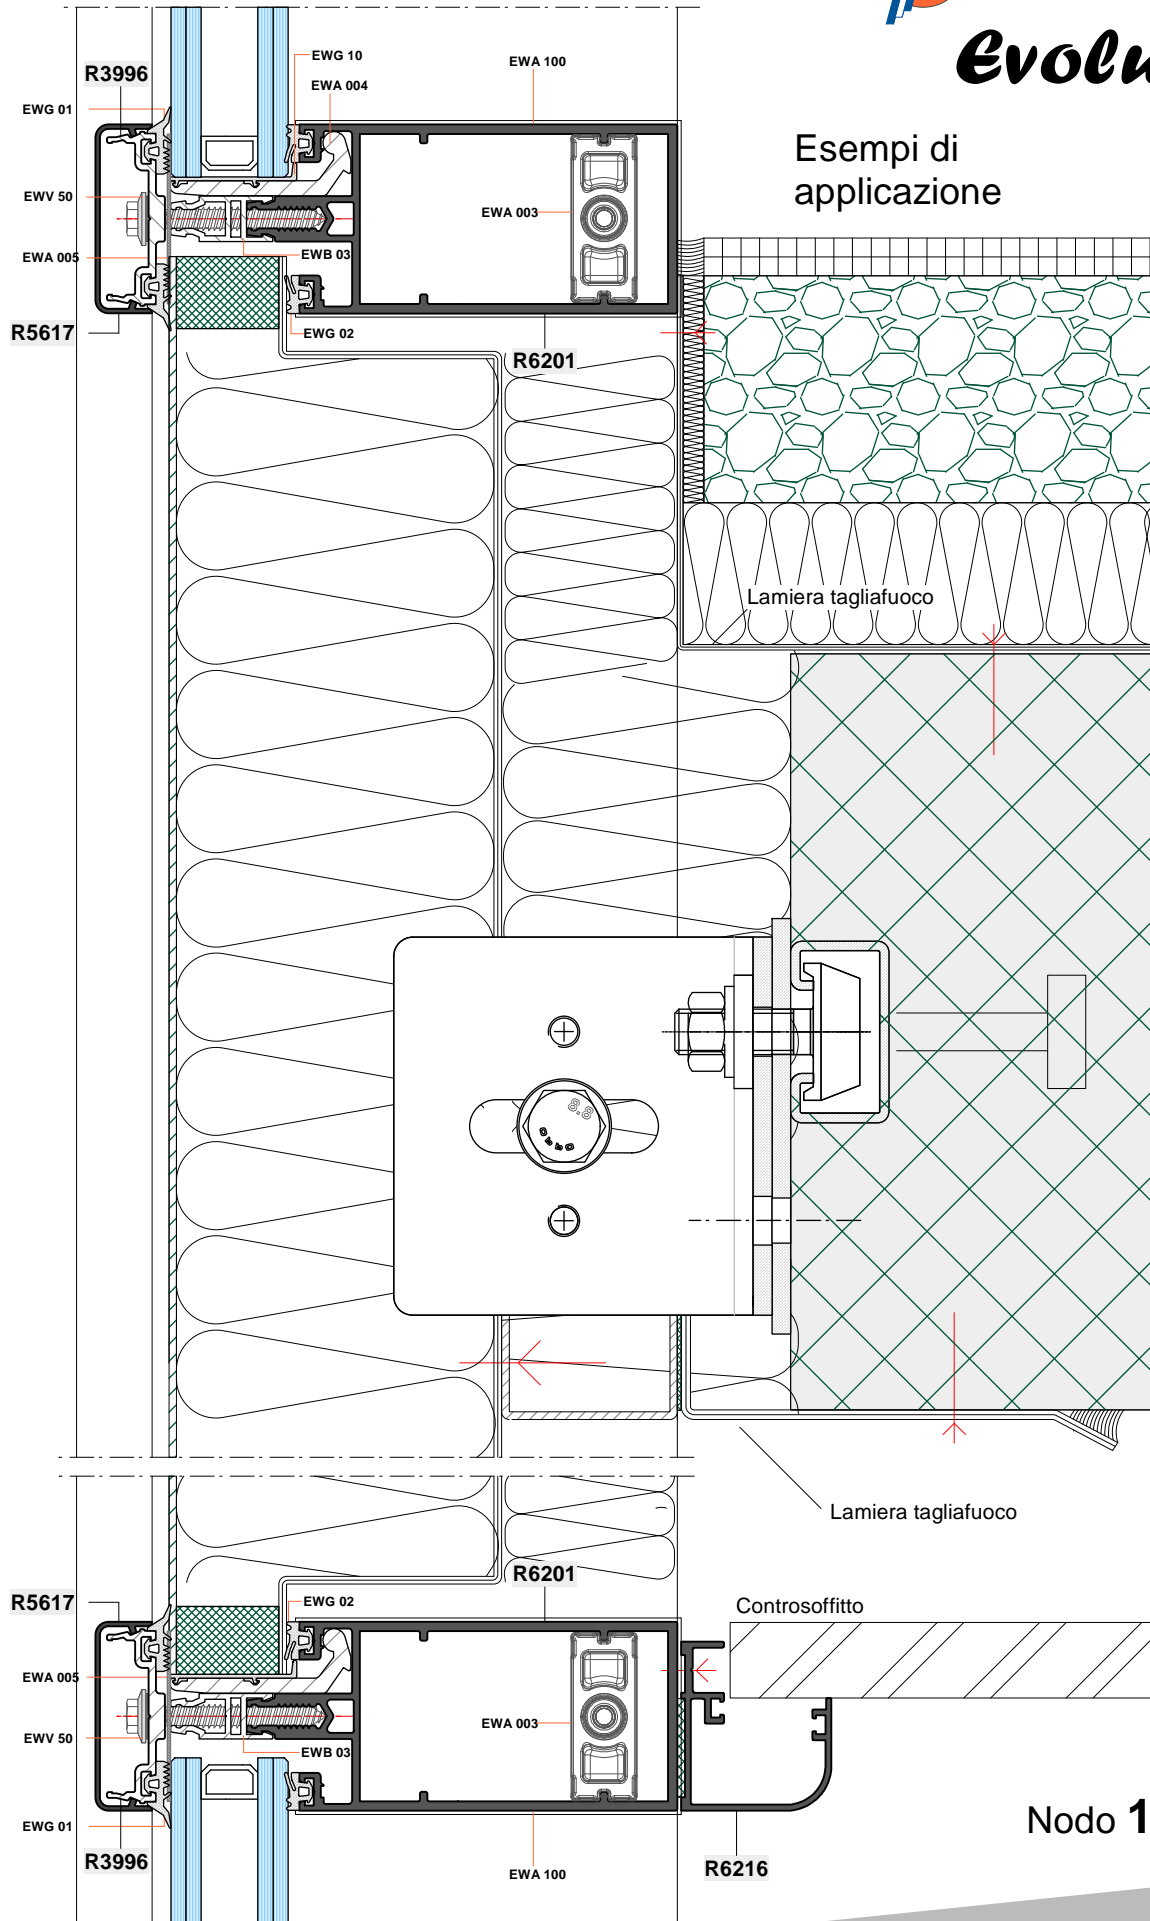 Evolu
Esempi di
applicazione
EWG 10
EWA 100
R3996
EWA 004
EWG 01
EWV 50
EWA 003
EWA 005
EWB 03
R5617
EWG 02
R6201
Lamiera tagliafuoco
8.8
Lamiera tagliafuoco
R6201
R5617
EWG 02
Controsoffitto
EWA 005
EWA 003
EWV 50
EWB 03
EWG 01
Nodo 1
R3996
EWA 100
R6216